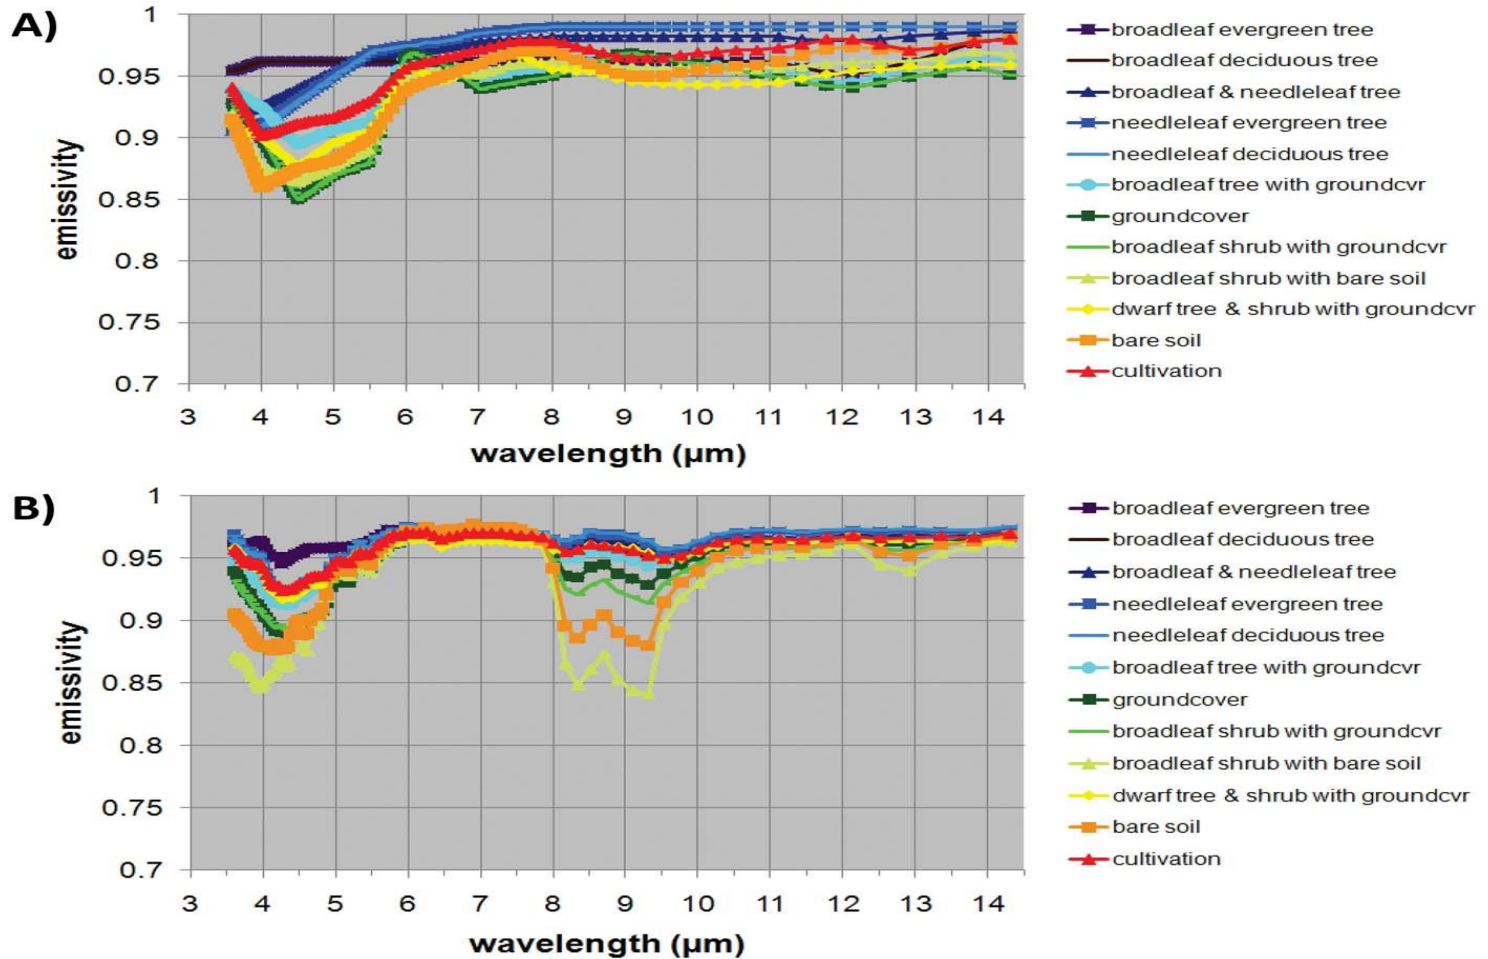 A)
1
0.95
0.9
0.85
0.8
0.75
0.7
emissivity
3 4 5 6 7 8 9 10 11 12 13 14
wavelength (µm)
broadleaf evergreen tree
broadleaf deciduous tree
broadleaf & needleleaf tree
needleleaf evergreen tree
needleleaf deciduous tree
broadleaf tree with groundcvr
groundcover
broadleaf shrub with groundcvr
broadleaf shrub with bare soil
dwarf tree & shrub with groundcvr
bare soil
cultivation
B)
1
0.95
0.9
0.85
0.8
0.75
0.7
emissivity
3 4 5 6 7 8 9 10 11 12 13 14
wavelength (µm)
broadleaf evergreen tree
broadleaf deciduous tree
broadleaf & needleleaf tree
needleleaf evergreen tree
needleleaf deciduous tree
broadleaf tree with groundcvr
groundcover
broadleaf shrub with groundcvr
broadleaf shrub with bare soil
dwarf tree & shrub with groundcvr
bare soil
cultivation